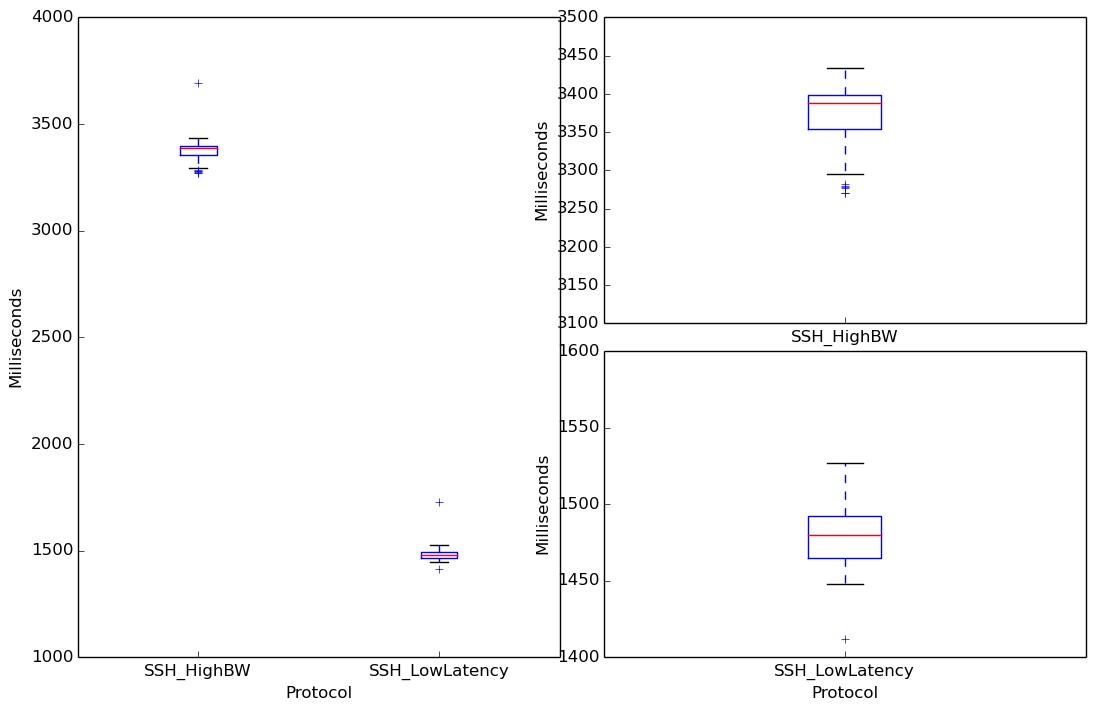 4000
3500
3000
2500
2000
1500
1000
Milliseconds
SSH_HighBW SSH_LowLatency
Protocol
3500
3450
3400
3350
3300
3250
3200
3150
3100
Milliseconds
SSH_HighBW
1600
1550
1500
1450
1400
Milliseconds
SSH_LowLatency
Protocol